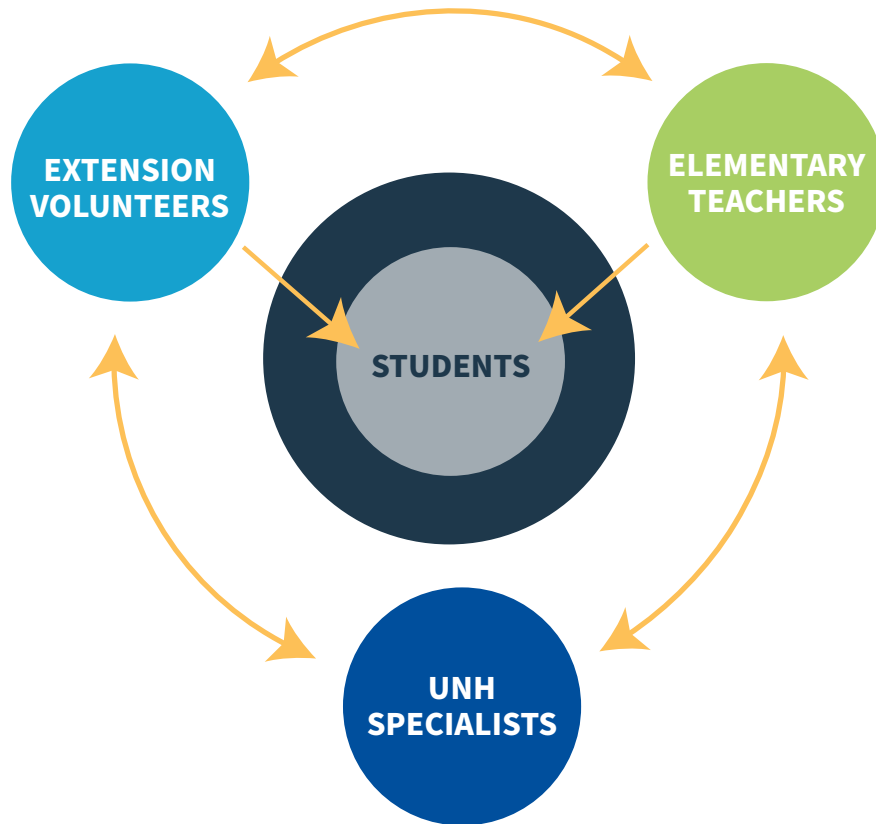 EXTENSION
VOLUNTEERS
ELEMENTARY
TEACHERS
STUDENTS
UNH
SPECIALISTS